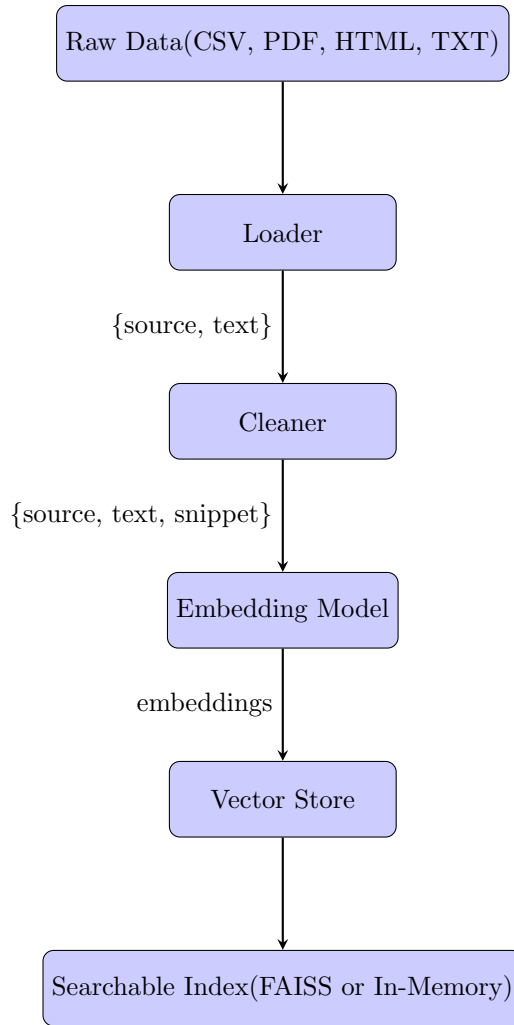 Raw Data(CSV, PDF, HTML, TXT)
Loader
{source, text}
Cleaner
{source, text, snippet}
Embedding Model
embeddings
Vector Store
Searchable Index(FAISS or In-Memory)